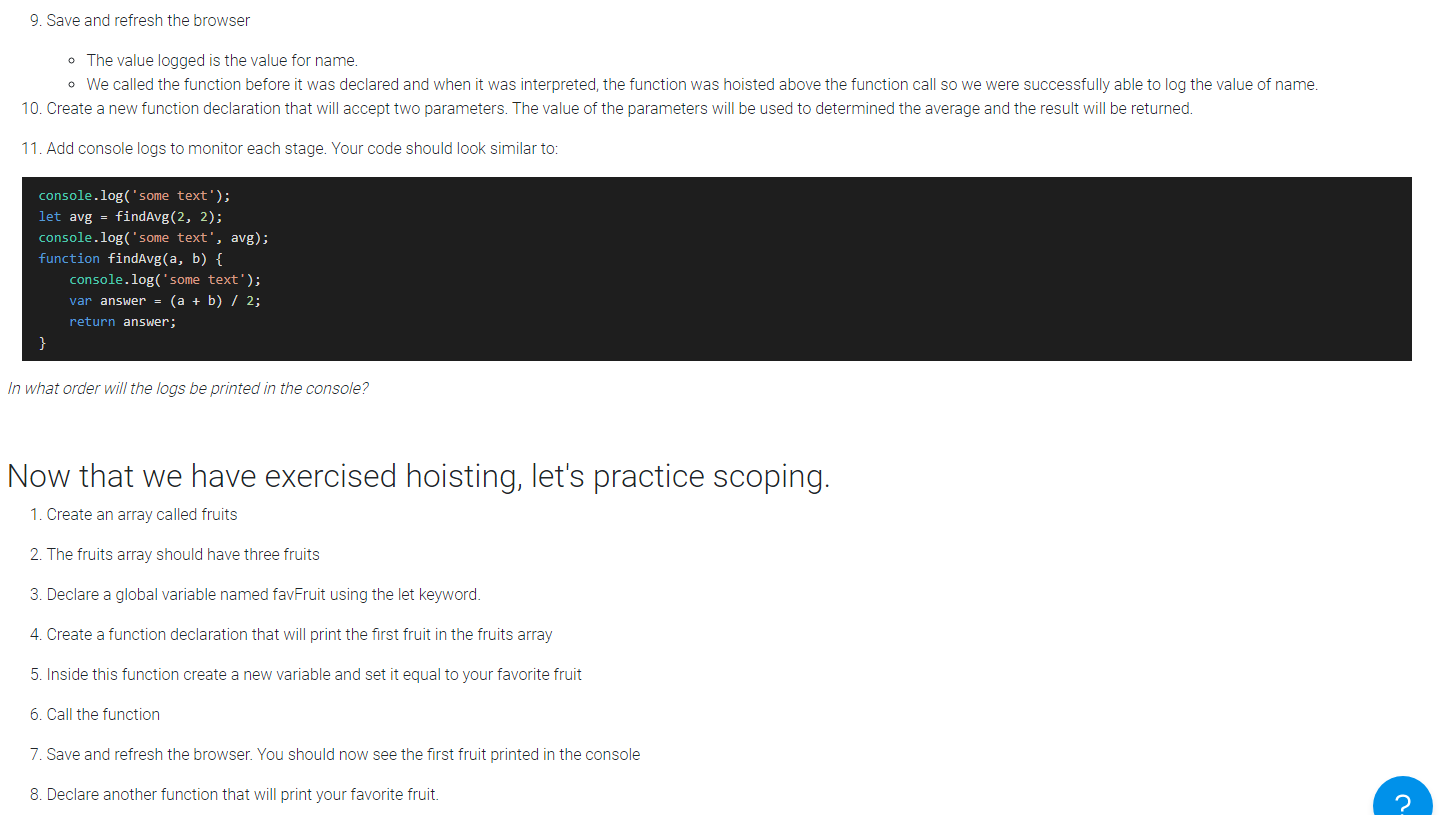 9. Save and refresh the browser
The value logged is the value for name.
We called the function before it was declared and when it was interpreted, the function was hoisted above the function call so we were successfully able to log the value of name.
10. Create a new function declaration that will accept two parameters. The value of the parameters will be used to determined the average and the result will be returned.
11. Add console logs to monitor each stage. Your code should look similar to:
console.log('some text');
let avg = findAvg(2, 2);
console.log('some text', avg);
function findAvg(a, b) {
    console.log('some text');
    var answer = (a + b) / 2;
    return answer;
}
In what order will the logs be printed in the console?
Now that we have exercised hoisting, let's practice scoping.
1. Create an array called fruits
2. The fruits array should have three fruits
3. Declare a global variable named favFruit using the let keyword.
4. Create a function declaration that will print the first fruit in the fruits array
5. Inside this function create a new variable and set it equal to your favorite fruit
6. Call the function
7. Save and refresh the browser. You should now see the first fruit printed in the console
8. Declare another function that will print your favorite fruit.
?